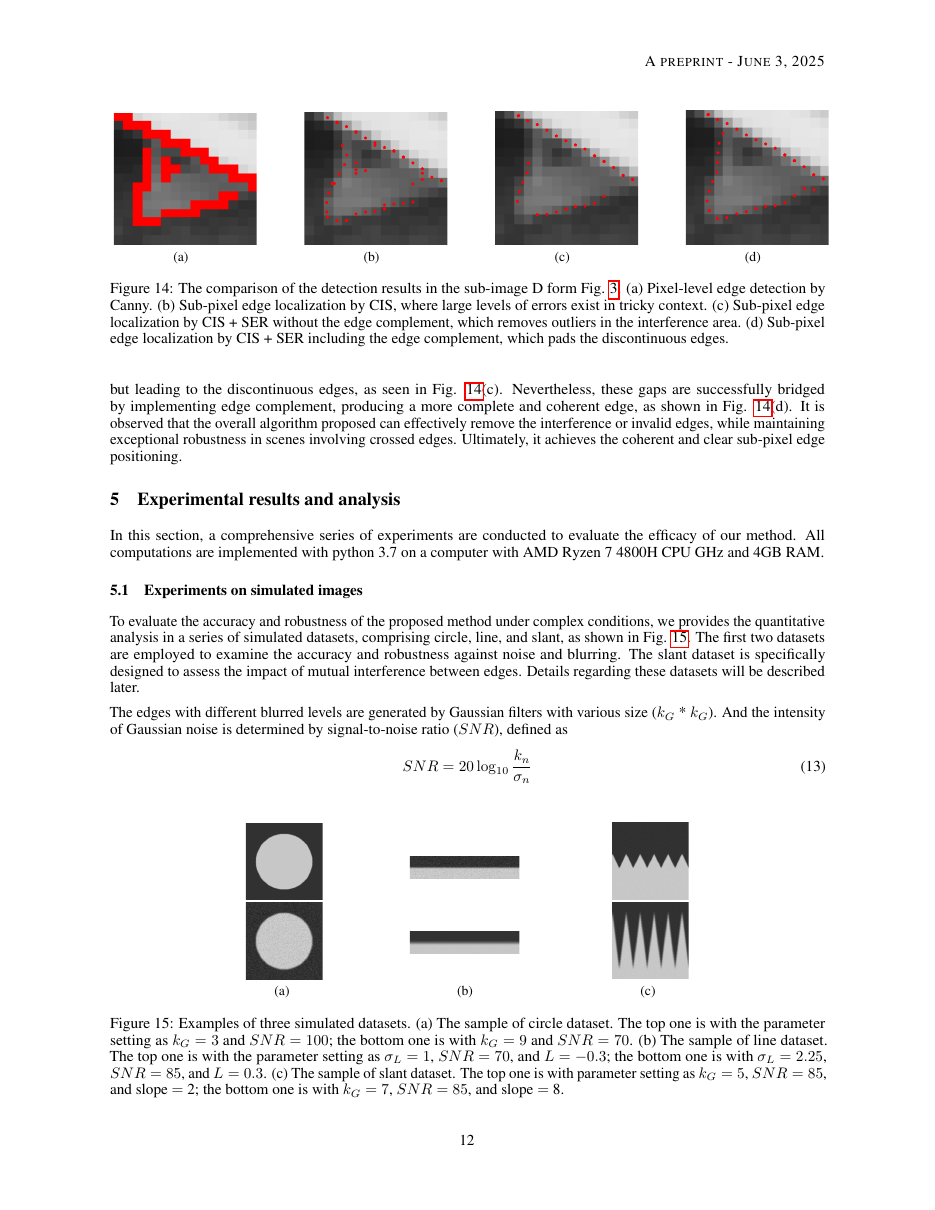 A PREPRINT - JUNE 3, 2025
(a)
(b)
(c)
(d)
Figure 14: The comparison of the detection results in the sub-image D form Fig. 3. (a) Pixel-level edge detection by
Canny. (b) Sub-pixel edge localization by CIS, where large levels of errors exist in tricky context. (c) Sub-pixel edge
localization by CIS + SER without the edge complement, which removes outliers in the interference area. (d) Sub-pixel
edge localization by CIS + SER including the edge complement, which pads the discontinuous edges.
but leading to the discontinuous edges, as seen in Fig. 14(c). Nevertheless, these gaps are successfully bridged
by implementing edge complement, producing a more complete and coherent edge, as shown in Fig. 14(d). It is
observed that the overall algorithm proposed can effectively remove the interference or invalid edges, while maintaining
exceptional robustness in scenes involving crossed edges. Ultimately, it achieves the coherent and clear sub-pixel edge
positioning.
5 Experimental results and analysis
In this section, a comprehensive series of experiments are conducted to evaluate the efficacy of our method. All
computations are implemented with python 3.7 on a computer with AMD Ryzen 7 4800H CPU GHz and 4GB RAM.
5.1 Experiments on simulated images
To evaluate the accuracy and robustness of the proposed method under complex conditions, we provides the quantitative
analysis in a series of simulated datasets, comprising circle, line, and slant, as shown in Fig. 15. The first two datasets
are employed to examine the accuracy and robustness against noise and blurring. The slant dataset is specifically
designed to assess the impact of mutual interference between edges. Details regarding these datasets will be described
later.
The edges with different blurred levels are generated by Gaussian filters with various size (k_G * k_G). And the intensity
of Gaussian noise is determined by signal-to-noise ratio (SNR), defined as
SNR = 20 log_10 k_n / σ_n (13)
(a)
(b)
(c)
Figure 15: Examples of three simulated datasets. (a) The sample of circle dataset. The top one is with the parameter
setting as k_G = 3 and SNR = 100; the bottom one is with k_G = 9 and SNR = 70. (b) The sample of line dataset.
The top one is with the parameter setting as σ_L = 1, SNR = 70, and L = −0.3; the bottom one is with σ_L = 2.25,
SNR = 85, and L = 0.3. (c) The sample of slant dataset. The top one is with parameter setting as k_G = 5, SNR = 85,
and slope = 2; the bottom one is with k_G = 7, SNR = 85, and slope = 8.
12